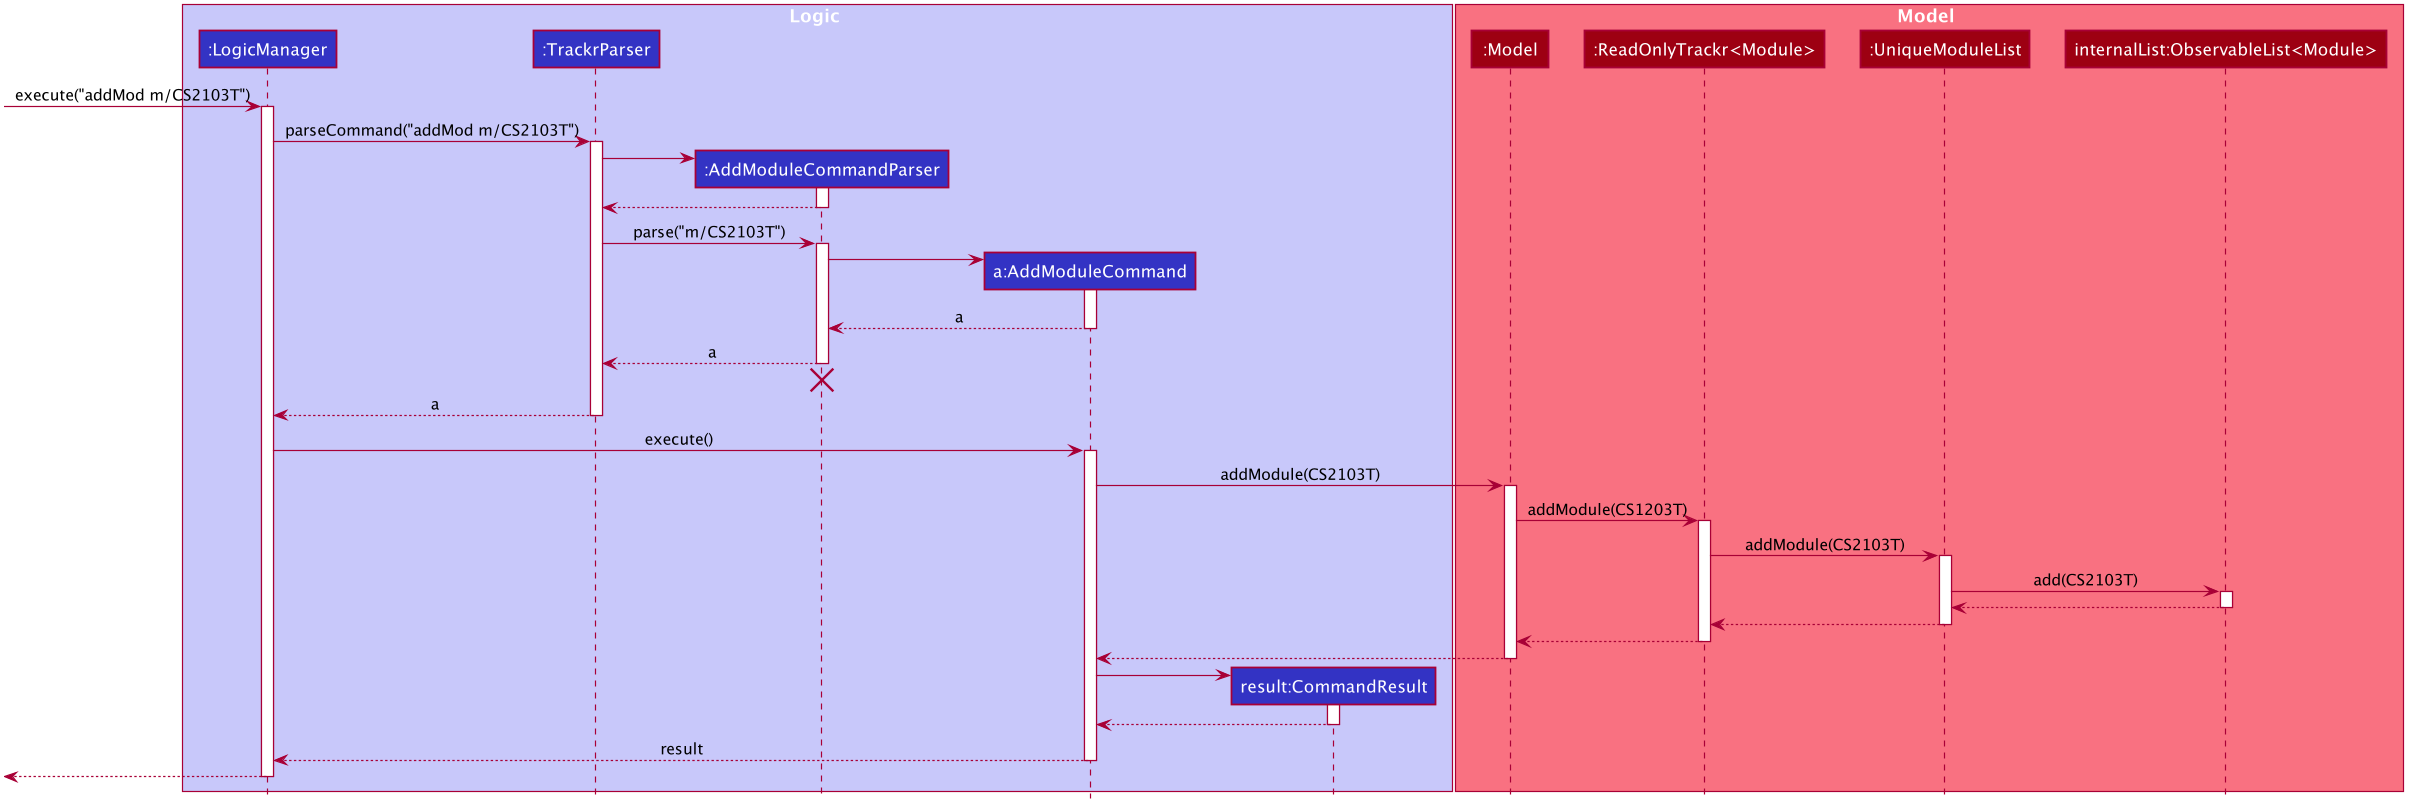 Logic
Model
:LogicManager
:TrackrParser
:Model
:ReadOnlyTrackr<Module>
:UniqueModuleList
internalList:ObservableList<Module>
execute("addMod m/CS2103T")
parseCommand("addMod m/CS2103T")
:AddModuleCommandParser
parse("m/CS2103T")
a:AddModuleCommand
a
a
a
execute()
addModule(CS2103T)
addModule(CS1203T)
addModule(CS2103T)
add(CS2103T)
result:CommandResult
result